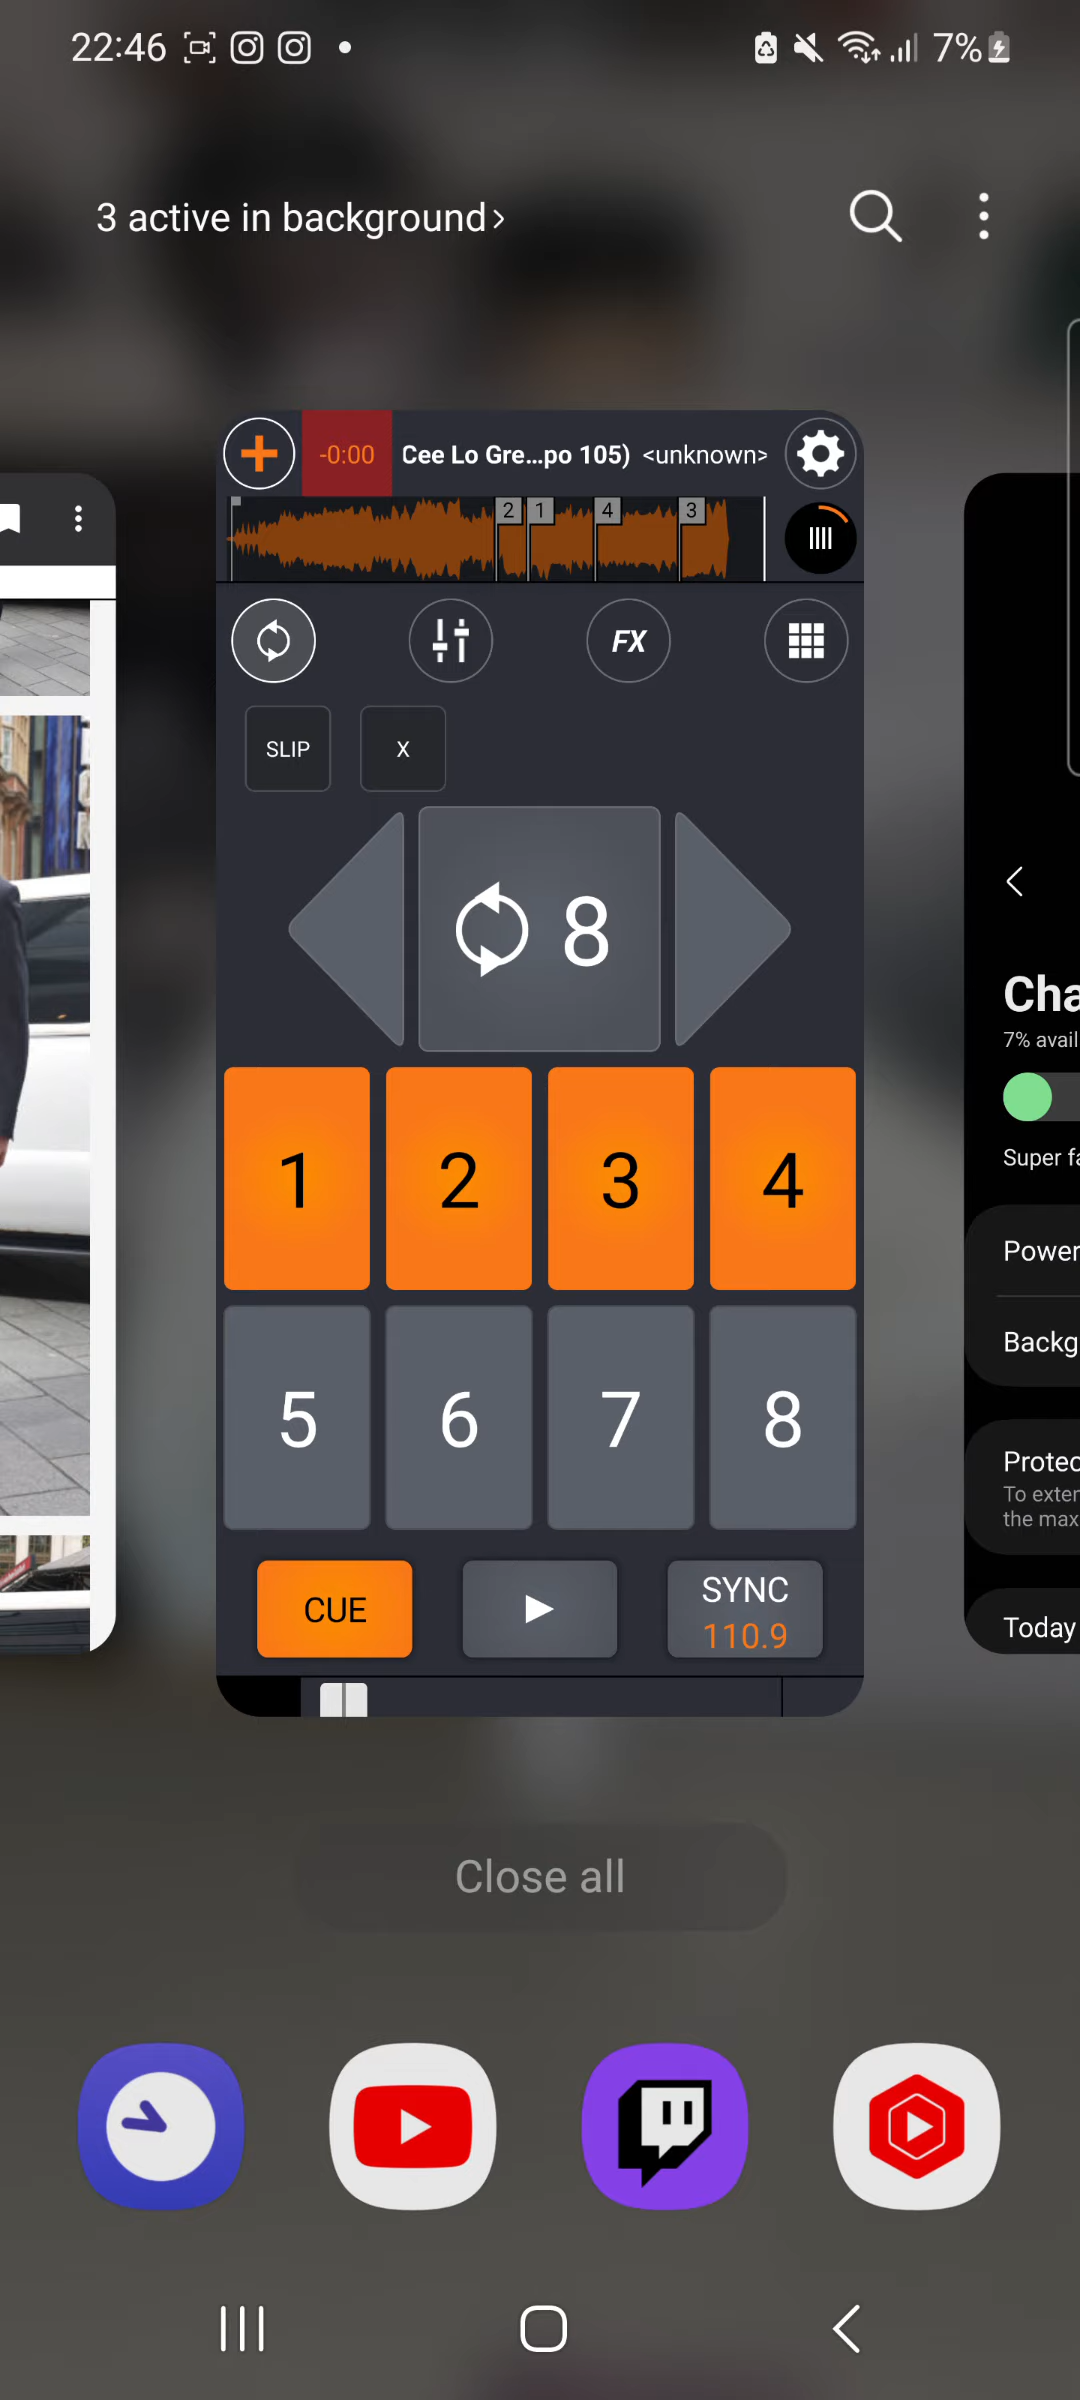 22:46
7%
3 active in background >
-0:00 Cee Lo Gre...po 105) <unknown>
2 1 4 3
FX
SLIP X
8
1 2 3 4
5 6 7 8
CUE
SYNC
110.9
Cha
7% avail
Super fa
Power
Backg
Protec
To exter
the max
Today
Close all